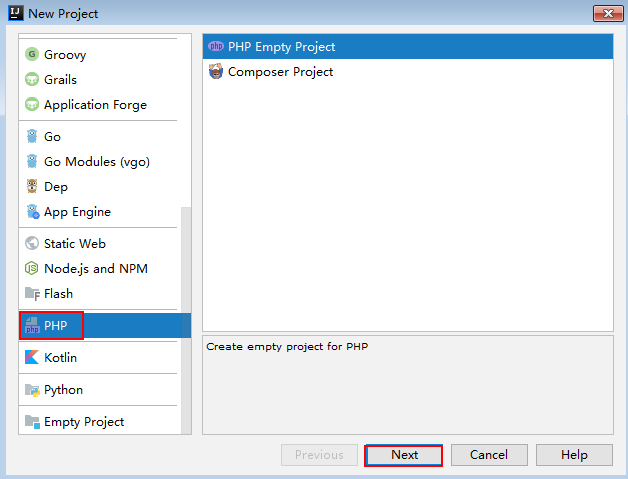 IJ New Project
Groovy
Grails
Application Forge
Go
Go Modules (vgo)
Dep
App Engine
Static Web
Node.js and NPM
Flash
php PHP
Kotlin
Python
Empty Project
php PHP Empty Project
Composer Project
Create empty project for PHP
Previous Next Cancel Help